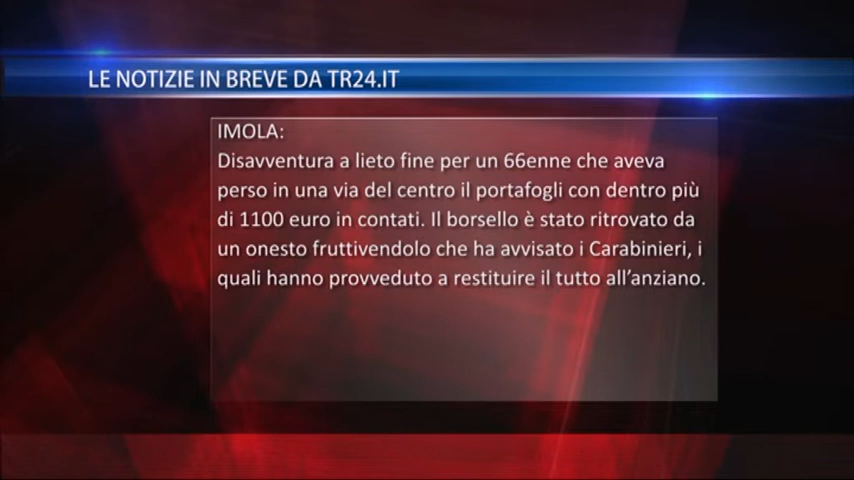 LE NOTIZIE IN BREVE DA TR24.IT
IMOLA:
Disavventura a lieto fine per un 66enne che aveva
perso in una via del centro il portafogli con dentro più
di 1100 euro in contati. Il borsello è stato ritrovato da
un onesto fruttivendolo che ha avvisato i Carabinieri, i
quali hanno provveduto a restituire il tutto all’anziano.